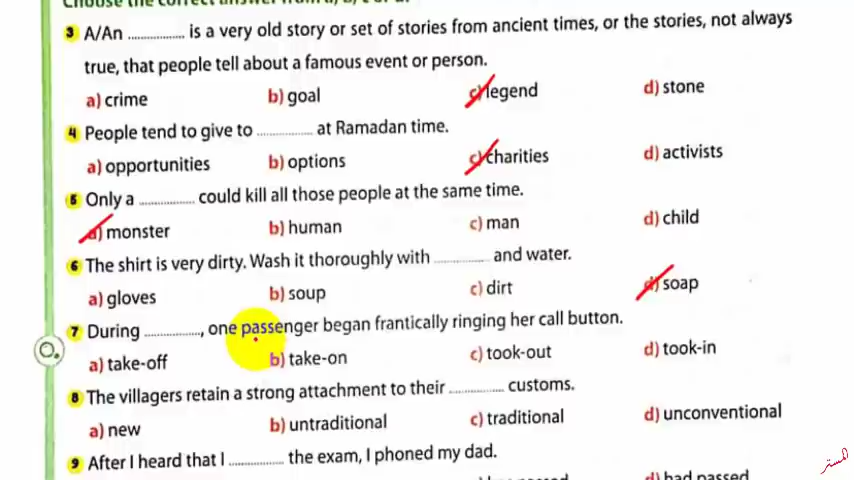 3 A/An ............... is a very old story or set of stories from ancient times, or the stories, not always
true, that people tell about a famous event or person.
a) crime b) goal c) legend d) stone
4 People tend to give to ............... at Ramadan time.
a) opportunities b) options c) charities d) activists
5 Only a ............... could kill all those people at the same time.
a) monster b) human c) man d) child
6 The shirt is very dirty. Wash it thoroughly with ............... and water.
a) gloves b) soup c) dirt d) soap
7 During ..............., one passenger began frantically ringing her call button.
a) take-off b) take-on c) took-out d) took-in
8 The villagers retain a strong attachment to their ............... customs.
a) new b) untraditional c) traditional d) unconventional
9 After I heard that I ............... the exam, I phoned my dad.
d) had passed